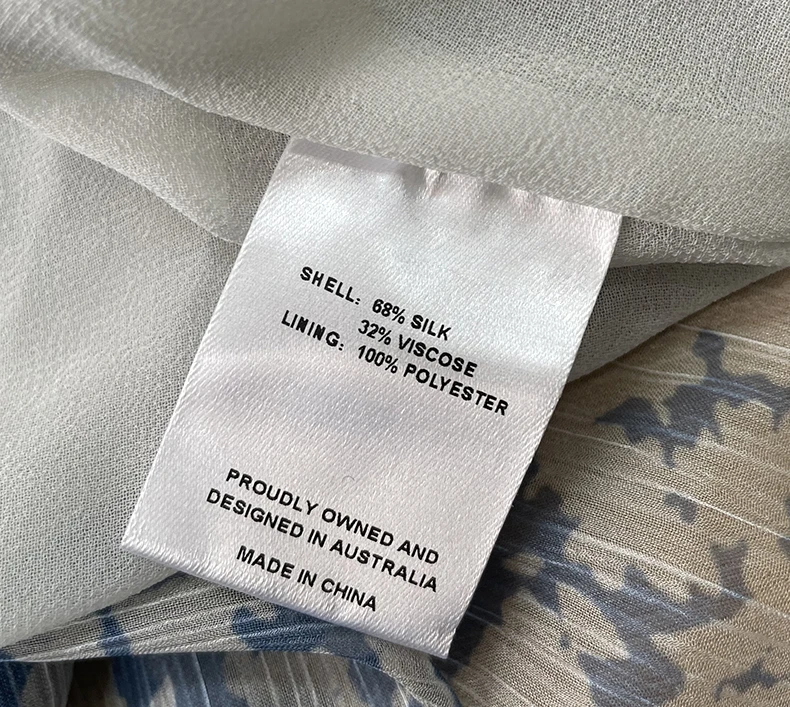 SHELL: 68% SILK
32% VISCOSE
LINING: 100% POLYESTER
PROUDLY OWNED AND
DESIGNED IN AUSTRALIA
MADE IN CHINA